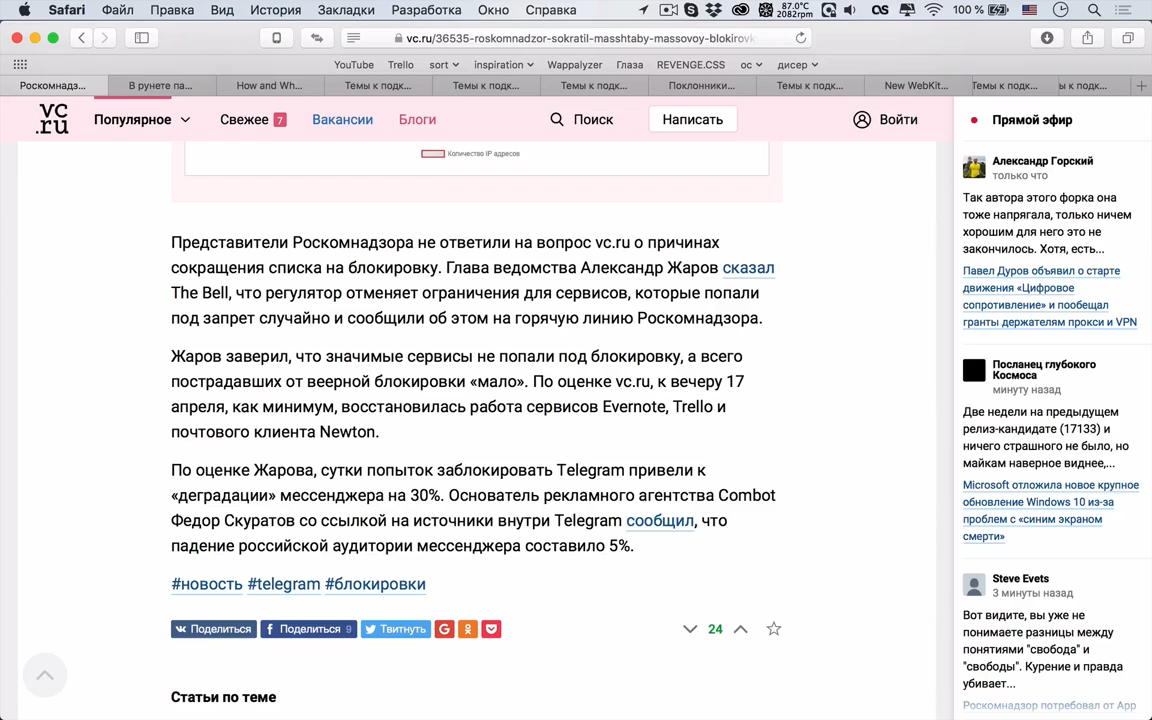 Safari Файл Правка Вид История Закладки Разработка Окно Справка 87.0°C 2082rpm 100 %
vc.ru/36535-roskomnadzor-sokratil-masshtaby-massovoy-blokirovk
YouTube Trello sort inspiration Wappalyzer Глаза REVENGE.CSS ос дисер
Роскомнадз... В рунете па... How and Wh... Темы к подк... Темы к подк... Темы к подк... Поклонники... Темы к подк... New WebKit... Темы к подк... ы к подк...
vc.ru Популярное Свежее 7 Вакансии Блоги Поиск Написать Войти
Количество IP адресов
Представители Роскомнадзора не ответили на вопрос vc.ru о причинах
сокращения списка на блокировку. Глава ведомства Александр Жаров сказал
The Bell, что регулятор отменяет ограничения для сервисов, которые попали
под запрет случайно и сообщили об этом на горячую линию Роскомнадзора.
Жаров заверил, что значимые сервисы не попали под блокировку, а всего
пострадавших от веерной блокировки «мало». По оценке vc.ru, к вечеру 17
апреля, как минимум, восстановилась работа сервисов Evernote, Trello и
почтового клиента Newton.
По оценке Жарова, сутки попыток заблокировать Telegram привели к
«деградации» мессенджера на 30%. Основатель рекламного агентства Combot
Федор Скуратов со ссылкой на источники внутри Telegram сообщил, что
падение российской аудитории мессенджера составило 5%.
#новость #telegram #блокировки
Поделиться Поделиться 9 Твитнуть 24
Статьи по теме
Прямой эфир
Александр Горский
только что
Так автора этого форка она
тоже напрягала, только ничем
хорошим для него это не
закончилось. Хотя, есть...
Павел Дуров объявил о старте
движения «Цифровое
сопротивление» и пообещал
гранты держателям прокси и VPN
Посланец глубокого
Космоса
минуту назад
Две недели на предыдущем
релиз-кандидате (17133) и
ничего страшного не было, но
майкам наверное виднее,...
Microsoft отложила новое крупное
обновление Windows 10 из-за
проблем с «синим экраном
смерти»
Steve Evets
3 минуты назад
Вот видите, вы уже не
понимаете разницы между
понятиями "свобода" и
"свободы". Курение и правда
убивает...
Роскомнадзор потребовал от App